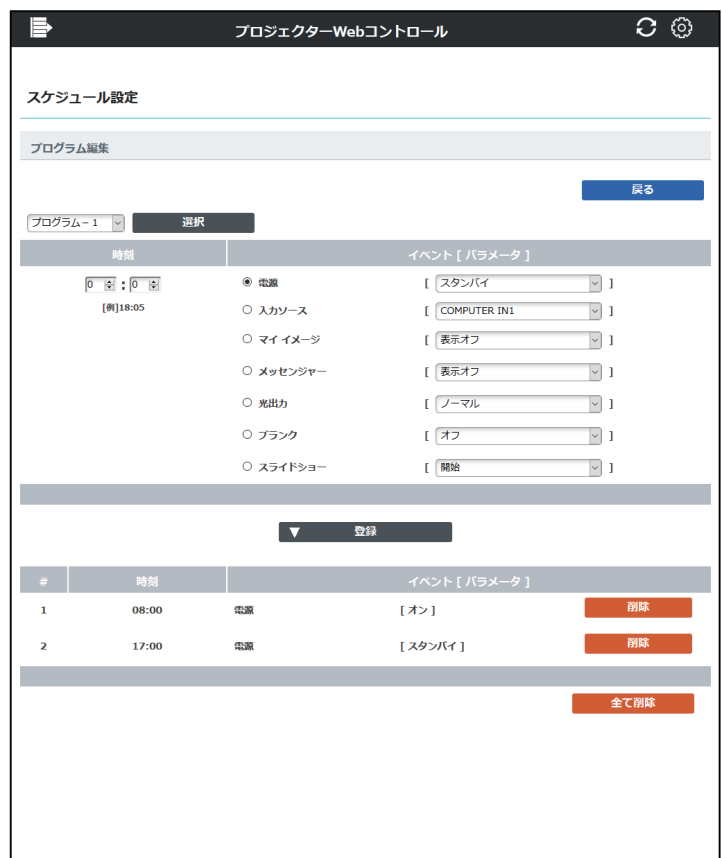 プロジェクターWebコントロール
スケジュール設定
プログラム編集
戻る
プログラム－1 選択
時刻 イベント [ パラメータ ]
0 : 0 電源 [ スタンバイ ]
[例]18:05 入力ソース [ COMPUTER IN1 ]
マイ イメージ [ 表示オフ ]
メッセンジャー [ 表示オフ ]
光出力 [ ノーマル ]
ブランク [ オフ ]
スライドショー [ 開始 ]
▼ 登録
# 時刻 イベント [ パラメータ ]
1 08:00 電源 [ オン ] 削除
2 17:00 電源 [ スタンバイ ] 削除
全て削除